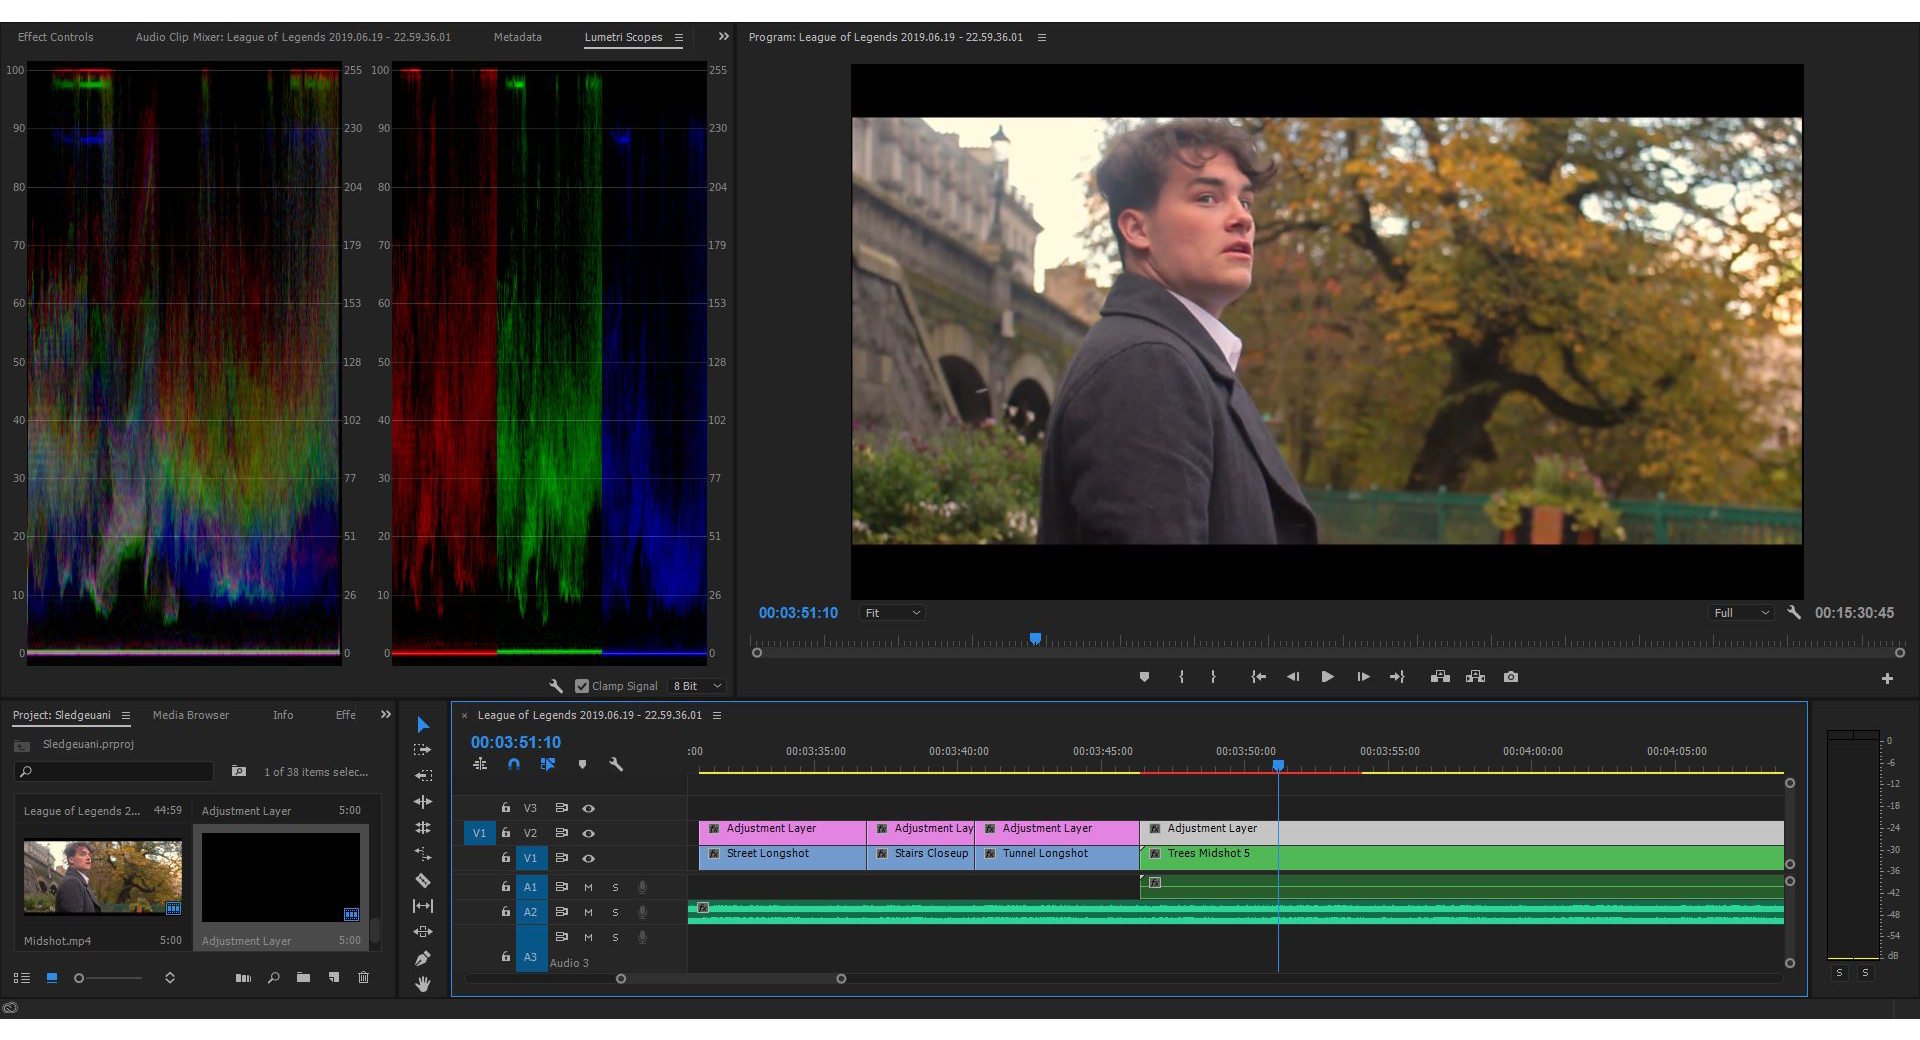 Effect Controls
Audio Clip Mixer: League of Legends 2019.06.19 - 22.59.36.01
Metadata
Lumetri Scopes
100 255 100 255
90 230 90 230
80 204 80 204
70 179 70 179
60 153 60 153
50 128 50 128
40 102 40 102
30 77 30 77
20 51 20 51
10 26 10 26
0 0 0 0
Clamp Signal
8 Bit
Program: League of Legends 2019.06.19 - 22.59.36.01
00:03:51:10
Fit
Full
00:15:30:45
Project: Sledgeuani
Media Browser
Info
Effe
Sledgeuani.prproj
1 of 38 items selec...
League of Legends 2... 44:59
Adjustment Layer 5:00
Midshot.mp4 5:00
Adjustment Layer 5:00
× League of Legends 2019.06.19 - 22.59.36.01
00:03:51:10
:00 00:03:35:00 00:03:40:00 00:03:45:00 00:03:50:00 00:03:55:00 00:04:00:00 00:04:05:00
V3
V1 V2
fx Adjustment Layer fx Adjustment Lay fx Adjustment Layer fx Adjustment Layer
V1
fx Street Longshot fx Stairs Closeup fx Tunnel Longshot fx Trees Midshot 5
A1 M S fx
A2 M S fx
M S
A3 Audio 3
0
-6
-12
-18
-24
-30
-36
-42
-48
-54
dB
S S